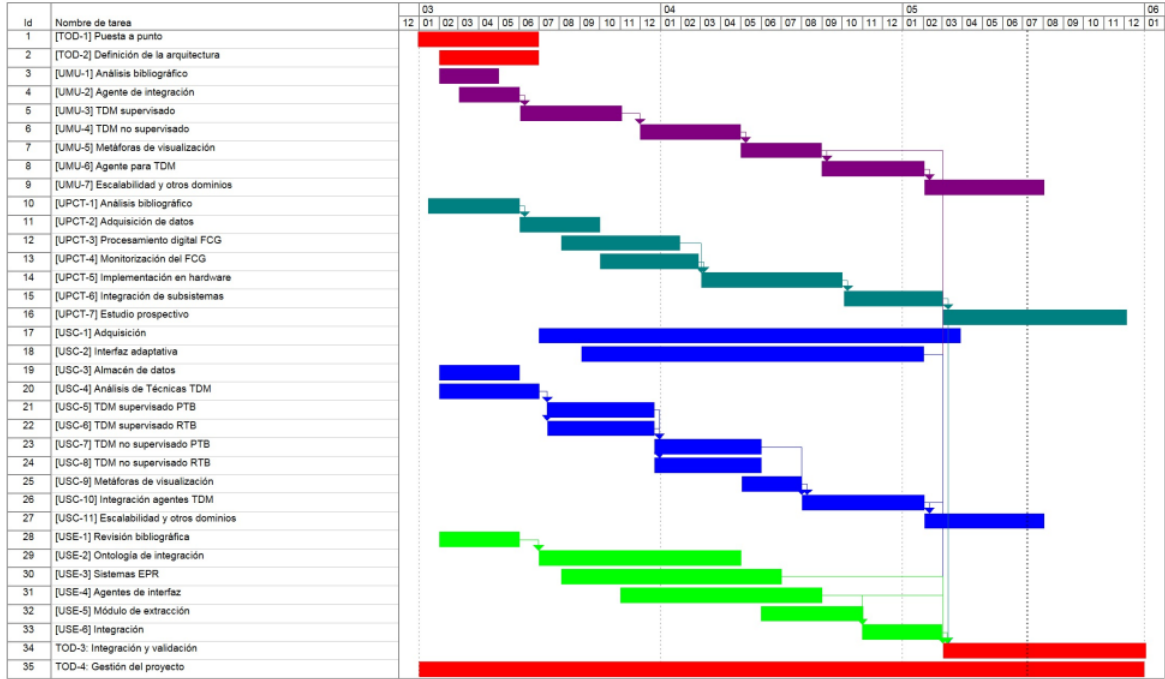 03 04 05 06
Id Nombre de tarea 12 01 02 03 04 05 06 07 08 09 10 11 12 01 02 03 04 05 06 07 08 09 10 11 12 01 02 03 04 05 06 07 08 09 10 11 12 01
1 [TOD-1] Puesta a punto
2 [TOD-2] Definición de la arquitectura
3 [UMU-1] Análisis bibliográfico
4 [UMU-2] Agente de integración
5 [UMU-3] TDM supervisado
6 [UMU-4] TDM no supervisado
7 [UMU-5] Metáforas de visualización
8 [UMU-6] Agente para TDM
9 [UMU-7] Escalabilidad y otros dominios
10 [UPCT-1] Análisis bibliográfico
11 [UPCT-2] Adquisición de datos
12 [UPCT-3] Procesamiento digital FCG
13 [UPCT-4] Monitorización del FCG
14 [UPCT-5] Implementación en hardware
15 [UPCT-6] Integración de subsistemas
16 [UPCT-7] Estudio prospectivo
17 [USC-1] Adquisición
18 [USC-2] Interfaz adaptativa
19 [USC-3] Almacén de datos
20 [USC-4] Análisis de Técnicas TDM
21 [USC-5] TDM supervisado PTB
22 [USC-6] TDM supervisado RTB
23 [USC-7] TDM no supervisado PTB
24 [USC-8] TDM no supervisado RTB
25 [USC-9] Metáforas de visualización
26 [USC-10] Integración agentes TDM
27 [USC-11] Escalabilidad y otros dominios
28 [USE-1] Revisión bibliográfica
29 [USE-2] Ontología de integración
30 [USE-3] Sistemas EPR
31 [USE-4] Agentes de interfaz
32 [USE-5] Módulo de extracción
33 [USE-6] Integración
34 TOD-3: Integración y validación
35 TOD-4: Gestión del proyecto